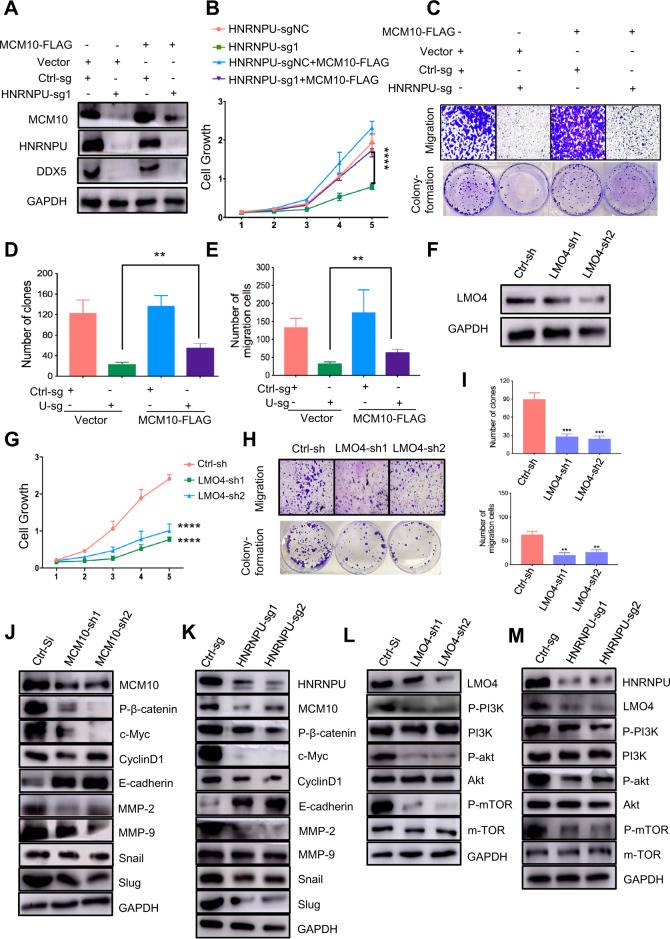 A
MCM10-FLAG - - + +
Vector + + - -
Ctrl-sg + - + -
HNRNPU-sg1 - + - +
MCM10
HNRNPU
DDX5
GAPDH
B
HNRNPU-sgNC
HNRNPU-sg1
HNRNPU-sgNC+MCM10-FLAG
HNRNPU-sg1+MCM10-FLAG
Cell Growth
3
2
1
0
1 2 3 4 5
****
C
MCM10-FLAG - - + +
Vector + + - -
Ctrl-sg + - + -
HNRNPU-sg - + - +
Migration
Colony-
formation
D
Number of clones
200
160
120
80
40
0
**
Ctrl-sg + - + -
U-sg - + - +
Vector MCM10-FLAG
E
Number of
migration cells
300
250
200
150
100
50
0
**
Ctrl-sg + - + -
U-sg - + - +
Vector MCM10-FLAG
F
Ctrl-sh LMO4-sh1 LMO4-sh2
LMO4
GAPDH
G
Cell Growth
3
2
1
0
1 2 3 4 5
Ctrl-sh
LMO4-sh1
LMO4-sh2
****
****
H
Ctrl-sg LMO4-sh1 LMO4-sh2
Migration
Colony-
formation
I
Number of clones
120
90
60
30
0
*** ***
Ctrl-sh LMO4-sh1 LMO4-sh2
Number of
migration cells
150
100
50
0
** **
Ctrl-sh LMO4-sh1 LMO4-sh2
J
Ctrl-Si MCM10-sh1 MCM10-sh2
MCM10
P-β-catenin
c-Myc
CyclinD1
E-cadherin
MMP-2
MMP-9
Snail
Slug
GAPDH
K
Ctrl-sg HNRNPU-sg1 HNRNPU-sg2
HNRNPU
MCM10
P-β-catenin
c-Myc
CyclinD1
E-cadherin
MMP-2
MMP-9
Snail
Slug
GAPDH
L
Ctrl-Si LMO4-sh1 LMO4-sh2
LMO4
P-PI3K
PI3K
P-akt
Akt
P-mTOR
m-TOR
GAPDH
M
Ctrl-sg HNRNPU-sg1 HNRNPU-sg2
HNRNPU
LMO4
P-PI3K
PI3K
P-akt
Akt
P-mTOR
m-TOR
GAPDH